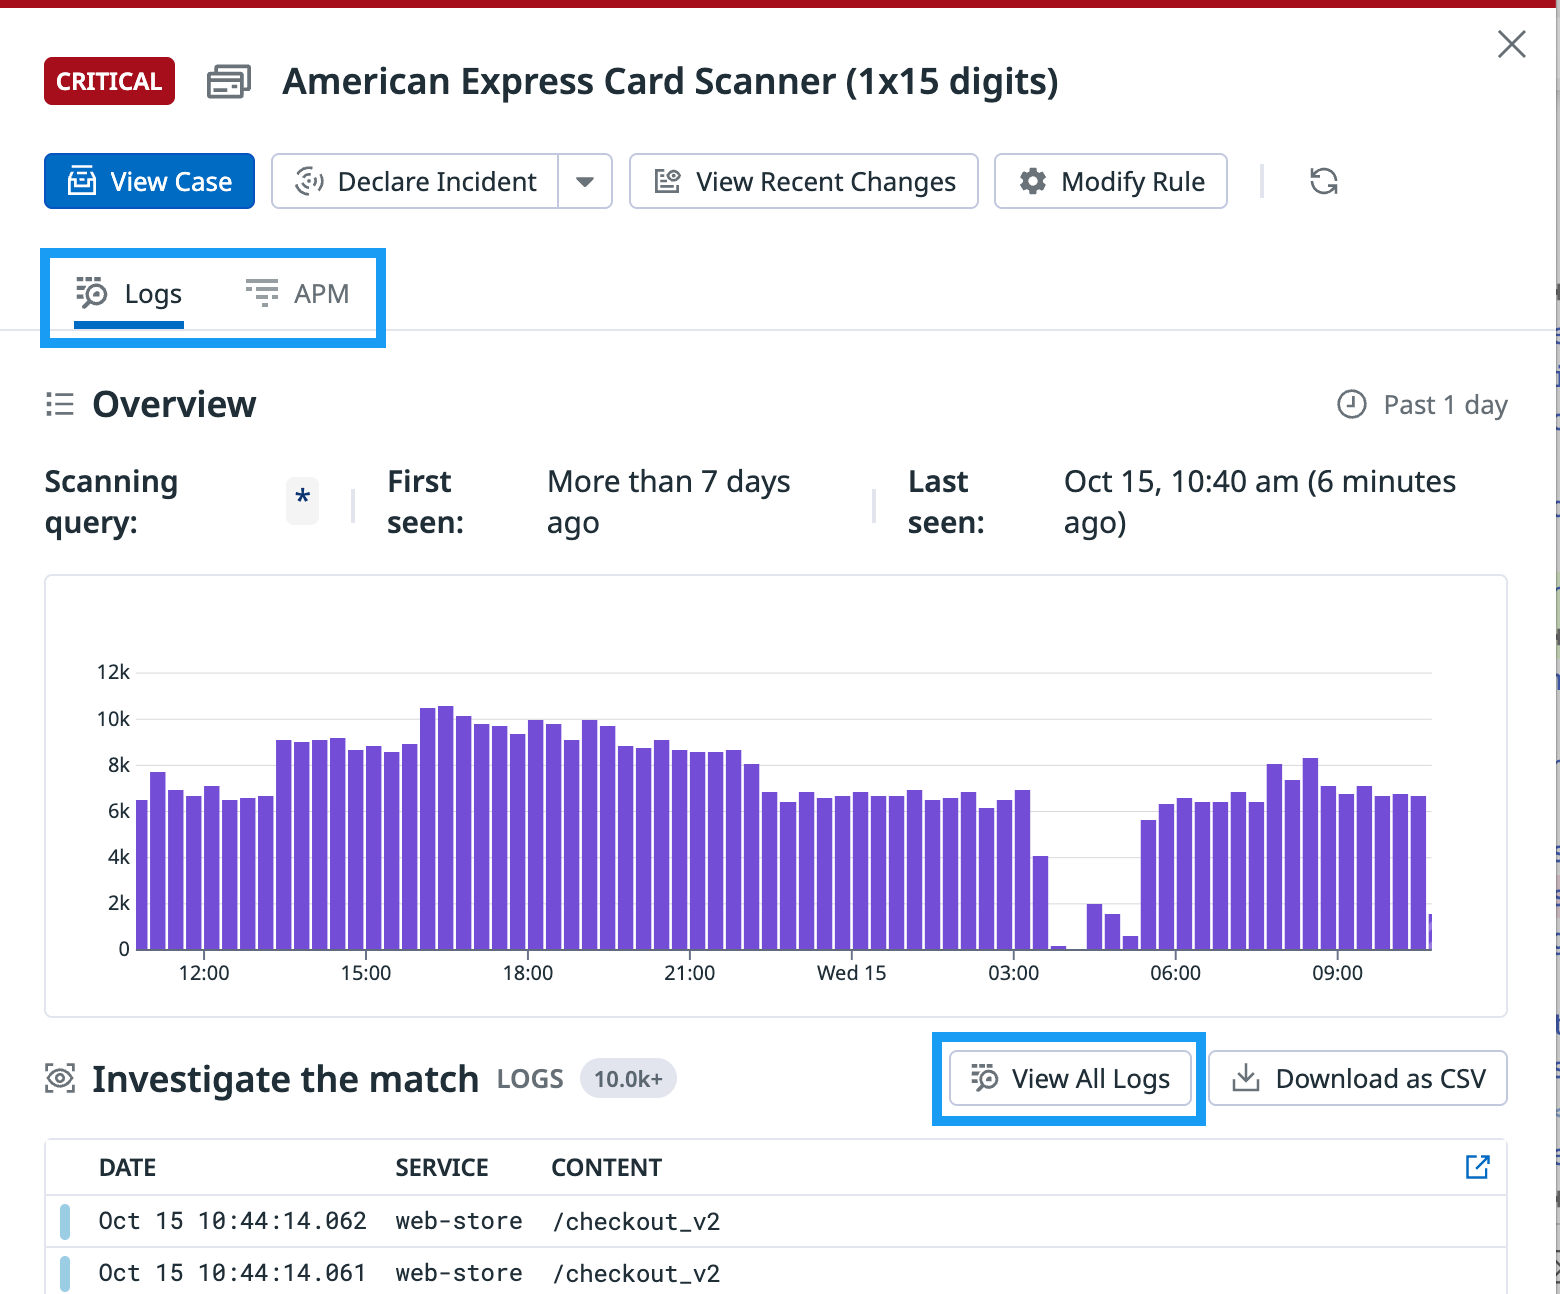 CRITICAL American Express Card Scanner (1x15 digits)
View Case Declare Incident View Recent Changes Modify Rule
Logs APM
Overview Past 1 day
Scanning query: * First seen: More than 7 days ago Last seen: Oct 15, 10:40 am (6 minutes ago)
12k
10k
8k
6k
4k
2k
0
12:00 15:00 18:00 21:00 Wed 15 03:00 06:00 09:00
Investigate the match LOGS 10.0k+ View All Logs Download as CSV
DATE SERVICE CONTENT
Oct 15 10:44:14.062 web-store /checkout_v2
Oct 15 10:44:14.061 web-store /checkout_v2